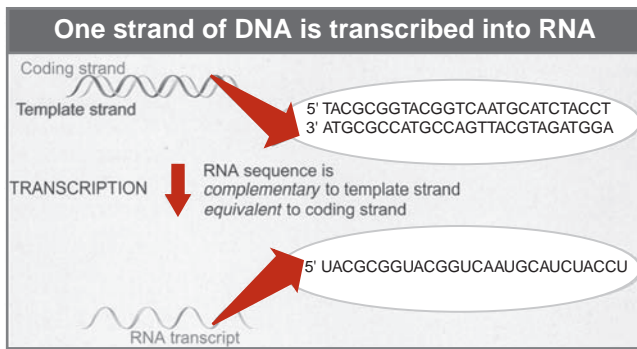 One strand of DNA is transcribed into RNA
Coding strand
Template strand
5' TACGCGGTACGGTCAATGCATCTACCT
3' ATGCGCCATGCCAGTTACGTAGATGGA
TRANSCRIPTION
RNA sequence is
complementary to template strand
equivalent to coding strand
5' UACGCGGUACGGUCAAUGCAUCUACCU
RNA transcript